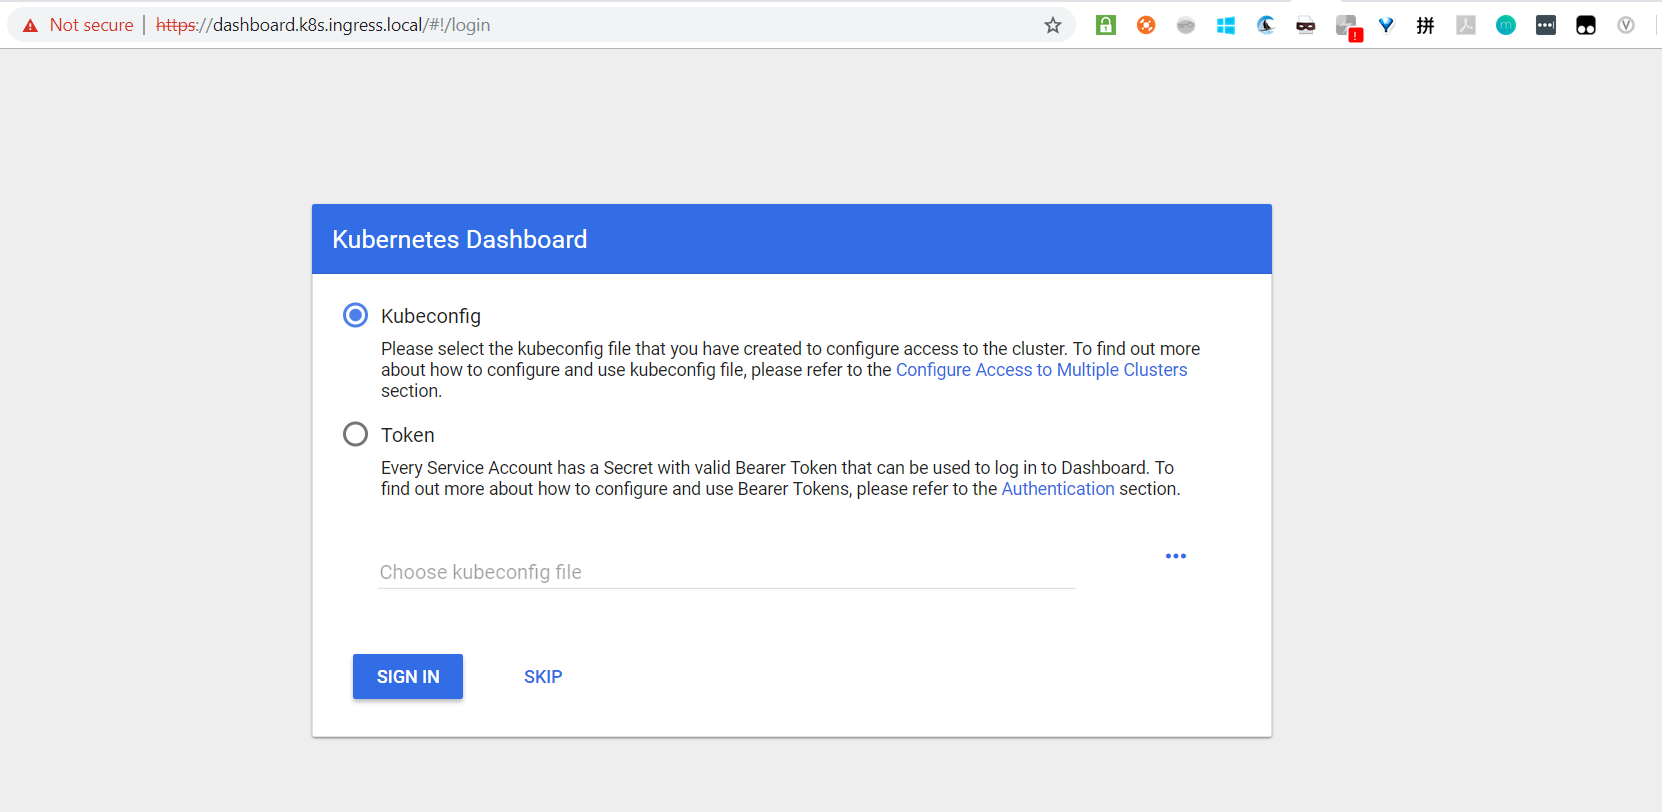 Not secure | https://dashboard.k8s.ingress.local/#!/login
拼
m
V
Kubernetes Dashboard
Kubeconfig
Please select the kubeconfig file that you have created to configure access to the cluster. To find out more
about how to configure and use kubeconfig file, please refer to the Configure Access to Multiple Clusters
section.
Token
Every Service Account has a Secret with valid Bearer Token that can be used to log in to Dashboard. To
find out more about how to configure and use Bearer Tokens, please refer to the Authentication section.
Choose kubeconfig file
SIGN IN
SKIP